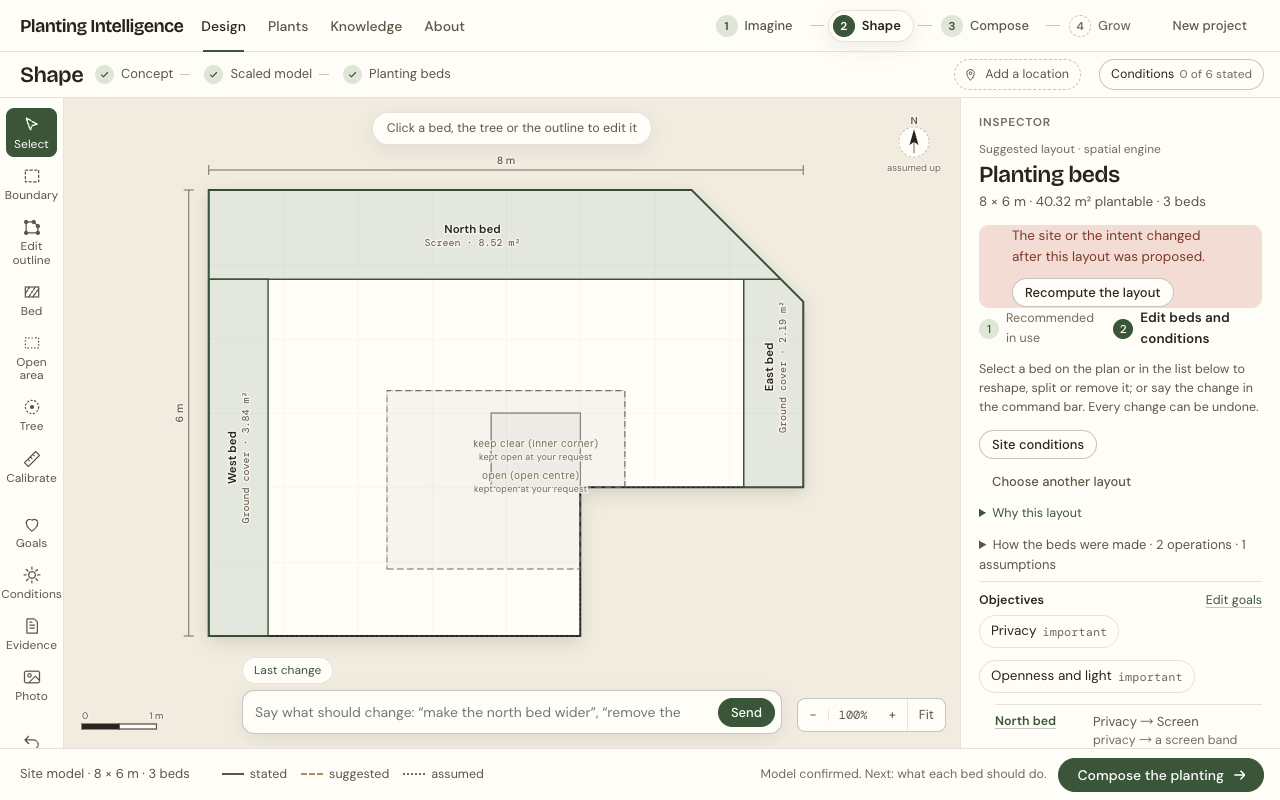 Planting Intelligence
Design
Plants
Knowledge
About
1 Imagine
2 Shape
3 Compose
4 Grow
New project
Shape
Concept
Scaled model
Planting beds
Add a location
Conditions 0 of 6 stated
Select
Boundary
Edit
outline
Bed
Open
area
Tree
Calibrate
Goals
Conditions
Evidence
Photo
Click a bed, the tree or the outline to edit it
N
assumed up
8 m
6 m
North bed
Screen · 8.52 m²
West bed
Ground cover · 3.84 m²
East bed
Ground cover · 2.19 m²
keep clear (inner corner)
kept open at your request
open (open centre)
kept open at your request
Last change
Say what should change: “make the north bed wider”, “remove the
Send
0 1 m
− 100% + Fit
INSPECTOR
Suggested layout · spatial engine
Planting beds
8 × 6 m · 40.32 m² plantable · 3 beds
The site or the intent changed
after this layout was proposed.
Recompute the layout
1 Recommended
in use
2 Edit beds and
conditions
Select a bed on the plan or in the list below to
reshape, split or remove it; or say the change in
the command bar. Every change can be undone.
Site conditions
Choose another layout
Why this layout
How the beds were made · 2 operations · 1
assumptions
Objectives
Edit goals
Privacy important
Openness and light important
North bed
Privacy → Screen
privacy → a screen band
Site model · 8 × 6 m · 3 beds
stated
suggested
assumed
Model confirmed. Next: what each bed should do.
Compose the planting →